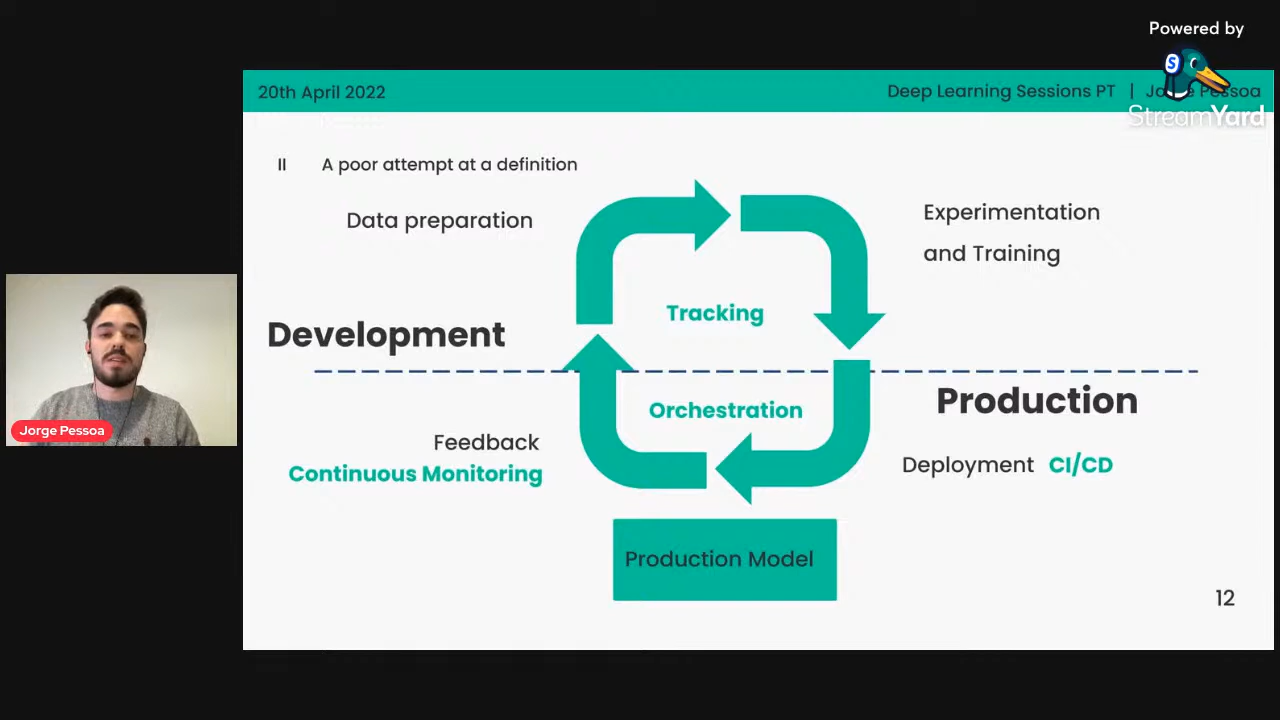 Powered by
StreamYard
20th April 2022
Deep Learning Sessions PT | Jorge Pessoa
II A poor attempt at a definition
Data preparation
Experimentation
and Training
Tracking
Development
Production
Orchestration
Feedback
Continuous Monitoring
Deployment CI/CD
Production Model
12
Jorge Pessoa